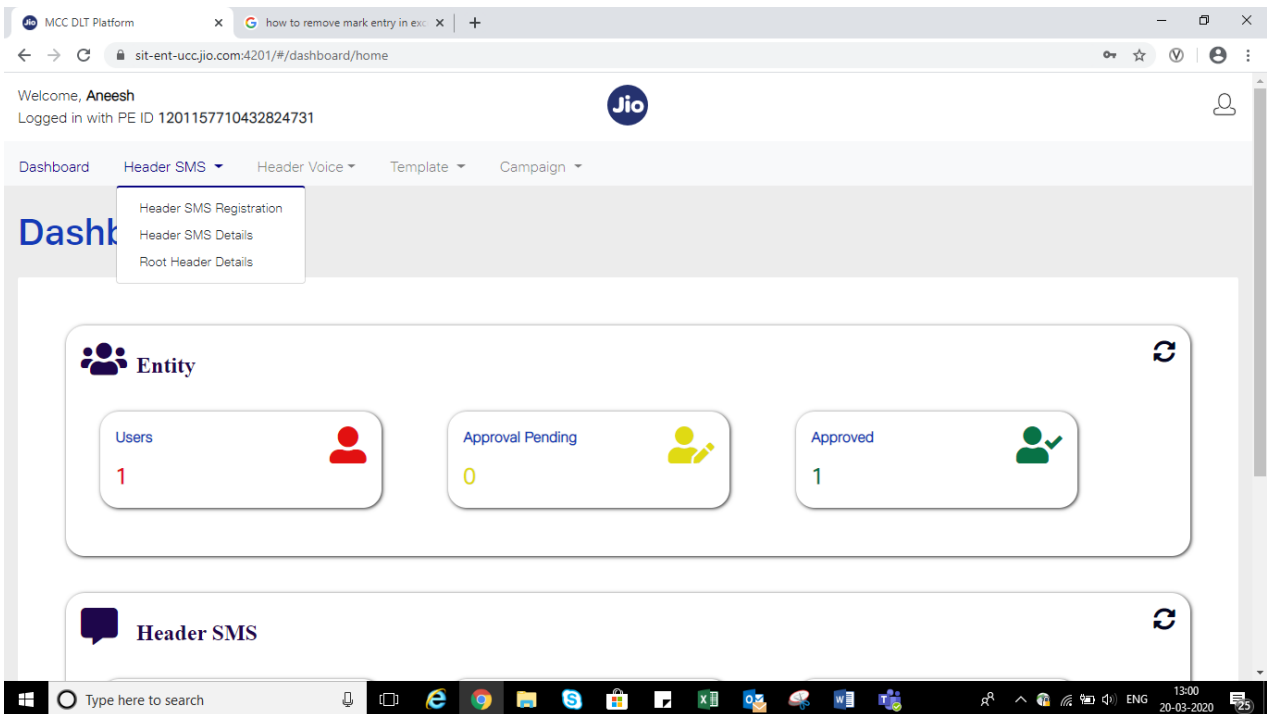 MCC DLT Platform
how to remove mark entry in exc
sit-ent-ucc.jio.com:4201/#/dashboard/home
Welcome, Aneesh
Jio
Logged in with PE ID 1201157710432824731
Dashboard Header SMS Header Voice Template Campaign
Header SMS Registration
Header SMS Details
Root Header Details
Dashb
Entity
Users Approval Pending Approved
1 0 1
Header SMS
Type here to search
ENG
13:00
20-03-2020
25